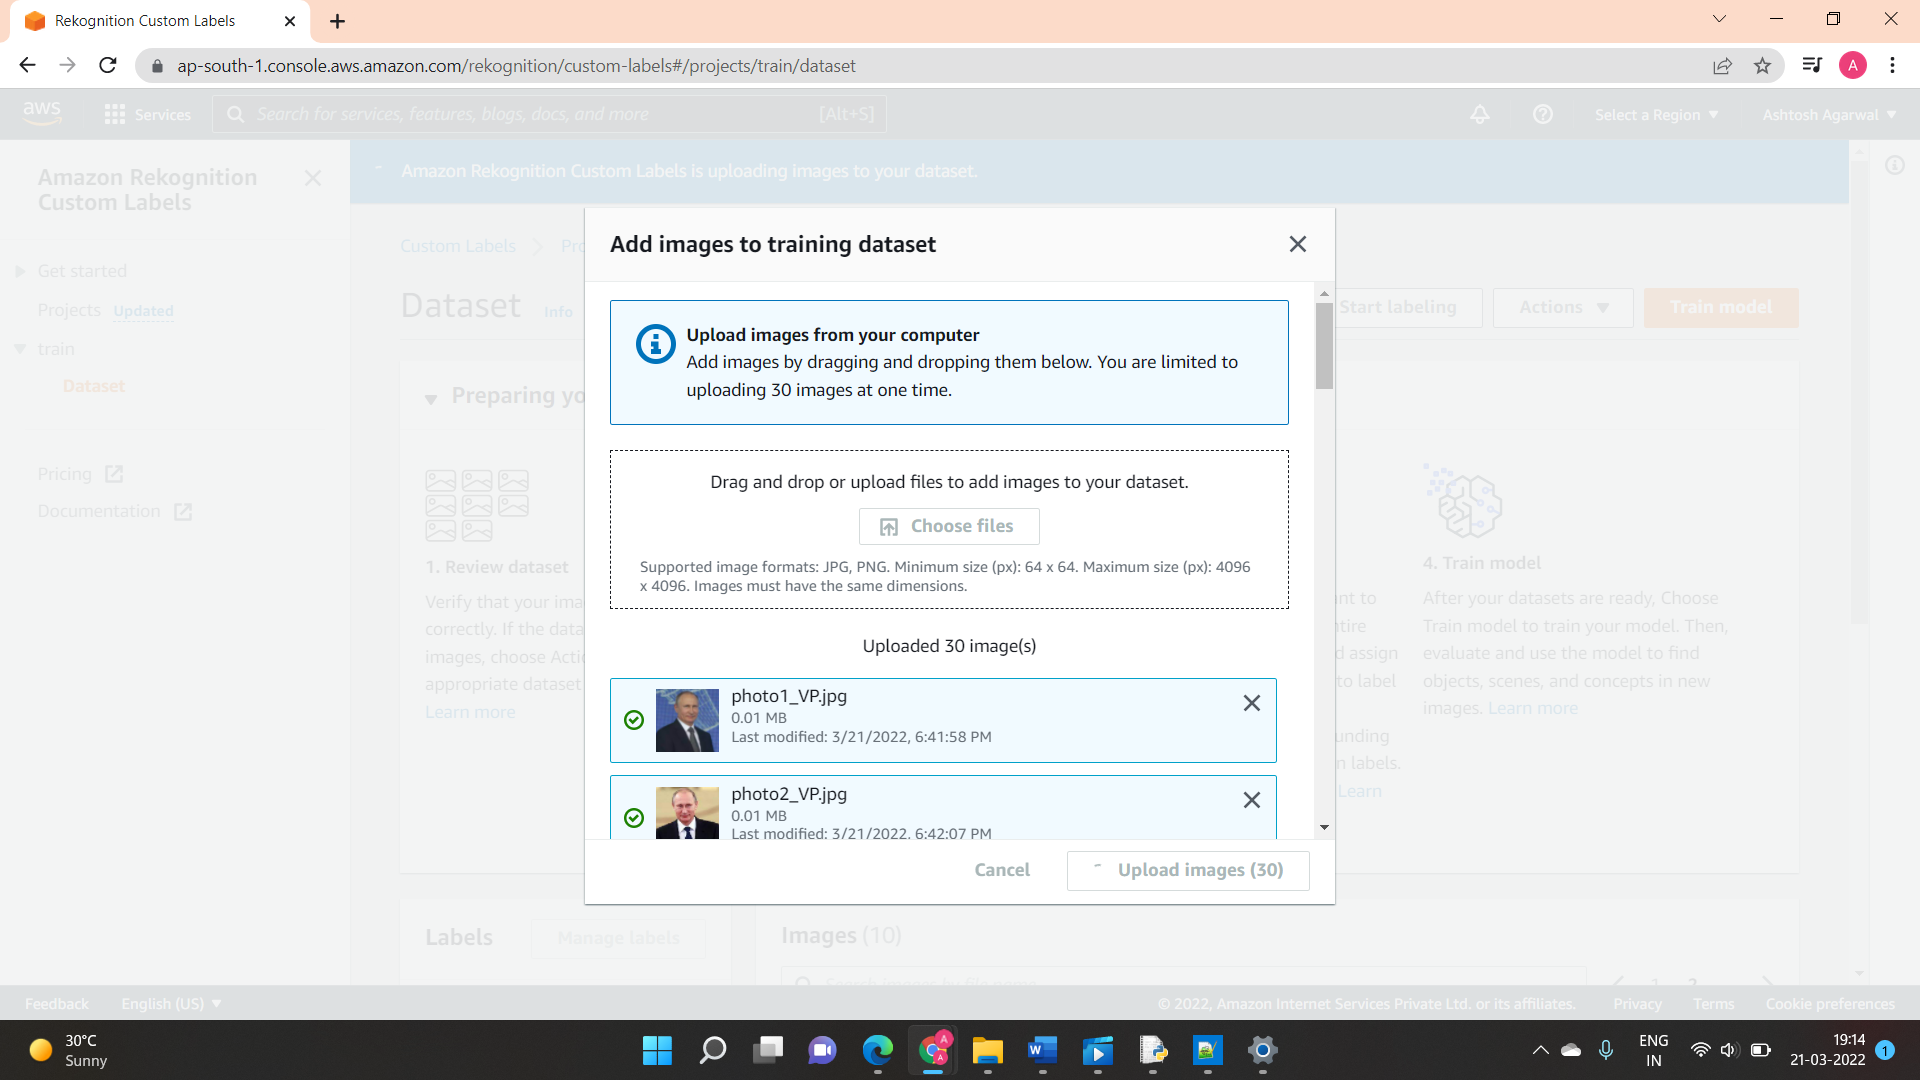 Rekognition Custom Labels
ap-south-1.console.aws.amazon.com/rekognition/custom-labels#/projects/train/dataset
A
aws
Services
Search for services, features, blogs, docs, and more
[Alt+S]
Select a Region
Ashtosh Agarwal
Amazon Rekognition
Custom Labels
Amazon Rekognition Custom Labels is uploading images to your dataset.
Get started
Projects Updated
train
Dataset
Pricing
Documentation
Custom Labels
Dataset Info
Start labeling
Actions
Train model
Preparing yo
1. Review dataset
Verify that your ima
correctly. If the data
images, choose Actio
appropriate dataset
Learn more
Add images to training dataset
Upload images from your computer
Add images by dragging and dropping them below. You are limited to
uploading 30 images at one time.
Drag and drop or upload files to add images to your dataset.
Choose files
Supported image formats: JPG, PNG. Minimum size (px): 64 x 64. Maximum size (px): 4096
x 4096. Images must have the same dimensions.
Uploaded 30 image(s)
photo1_VP.jpg
0.01 MB
Last modified: 3/21/2022, 6:41:58 PM
photo2_VP.jpg
0.01 MB
Last modified: 3/21/2022, 6:42:07 PM
Cancel
Upload images (30)
to
assign
to label
labels.
Learn
4. Train model
After your datasets are ready, Choose
Train model to train your model. Then,
evaluate and use the model to find
objects, scenes, and concepts in new
images. Learn more
Labels
Manage labels
Images (10)
Feedback
English (US)
© 2022, Amazon Internet Services Private Ltd. or its affiliates.
Privacy
Terms
Cookie preferences
30°C
Sunny
ENG
IN
19:14
21-03-2022
1